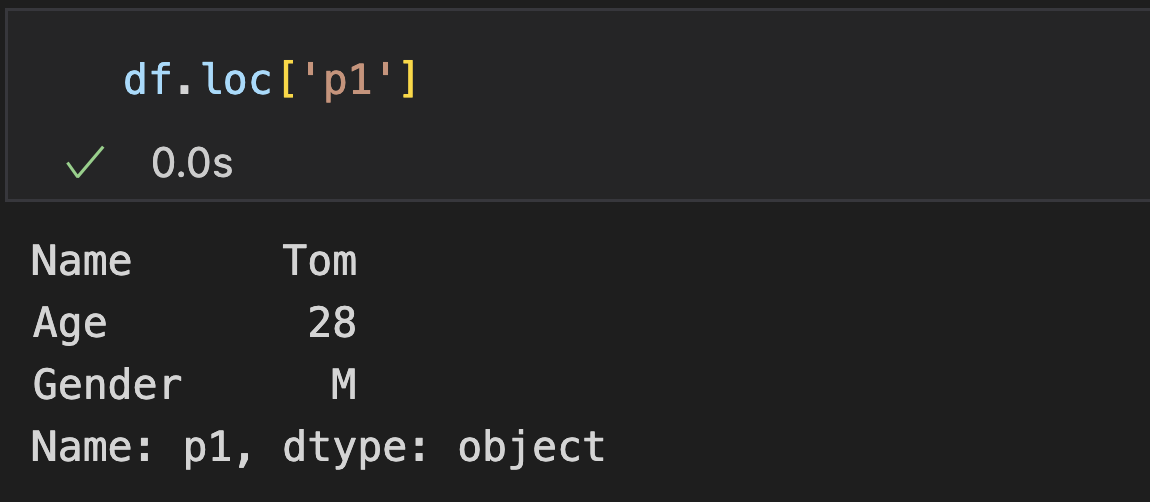 df.loc['p1']
0.0s
Name Tom
Age 28
Gender M
Name: p1, dtype: object